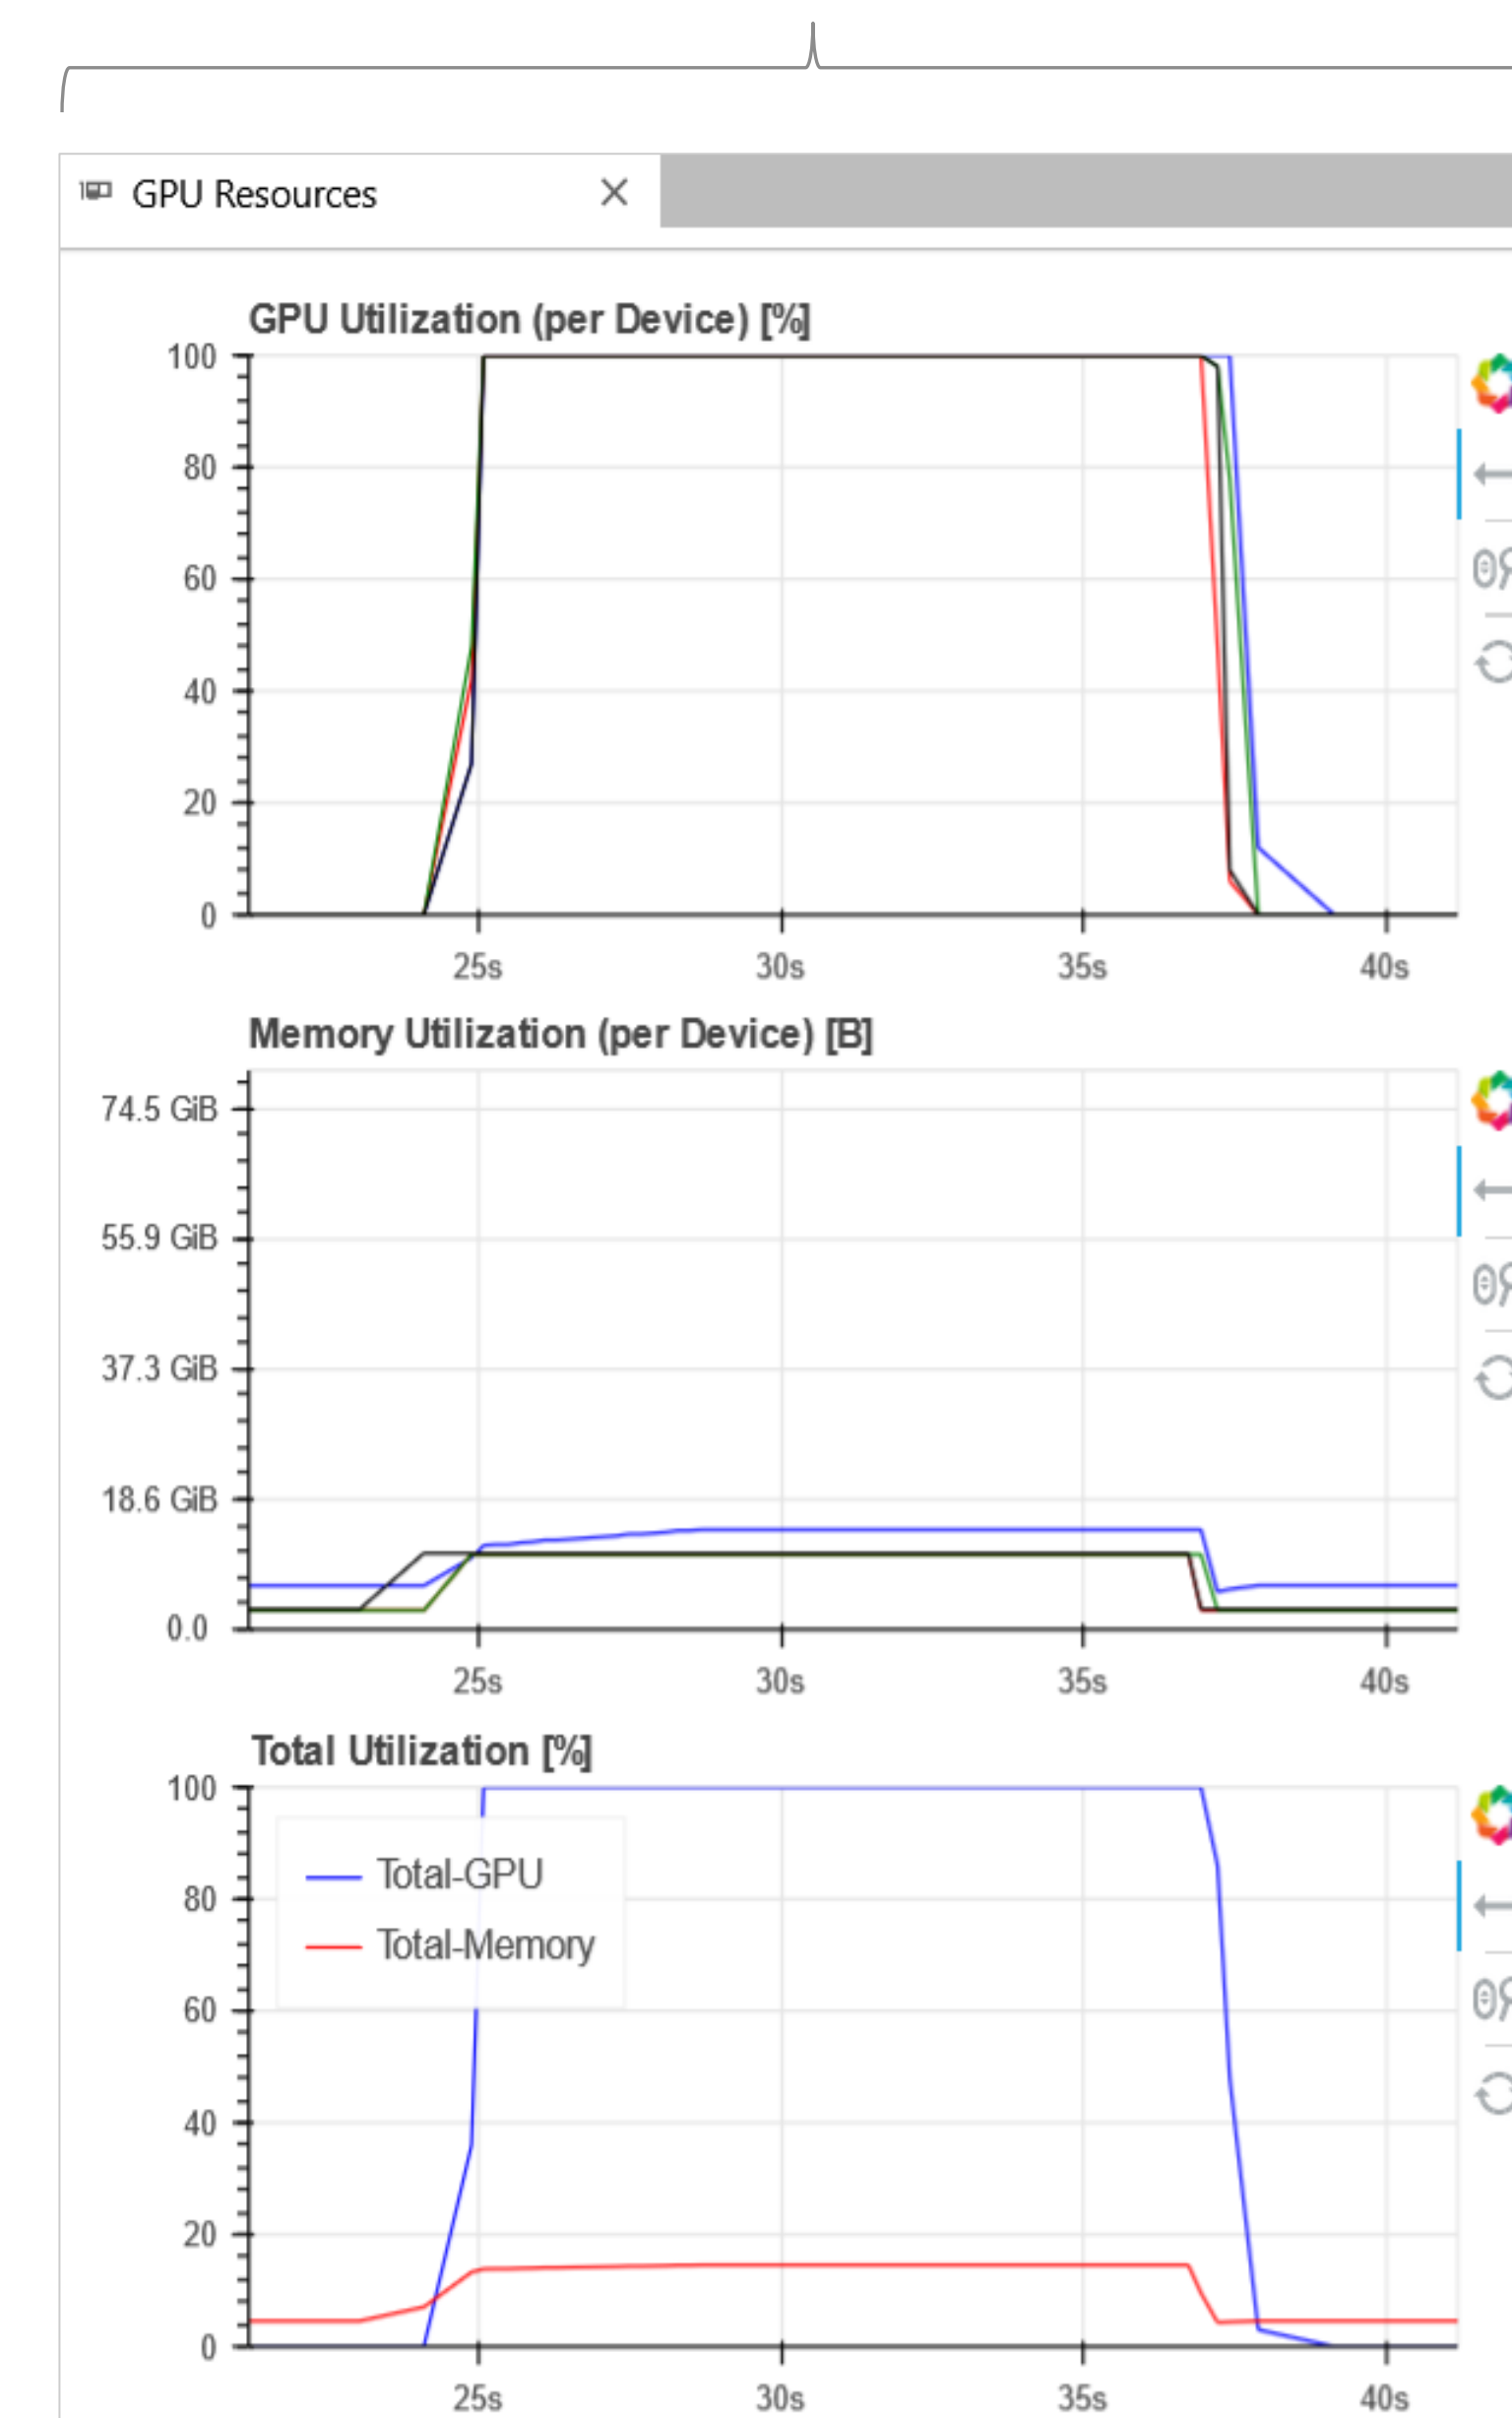 GPU Resources
GPU Utilization (per Device) [%]
100
80
60
40
20
0
25s 30s 35s 40s
Memory Utilization (per Device) [B]
74.5 GiB
55.9 GiB
37.3 GiB
18.6 GiB
0.0
25s 30s 35s 40s
Total Utilization [%]
100
Total-GPU
80
Total-Memory
60
40
20
0
25s 30s 35s 40s